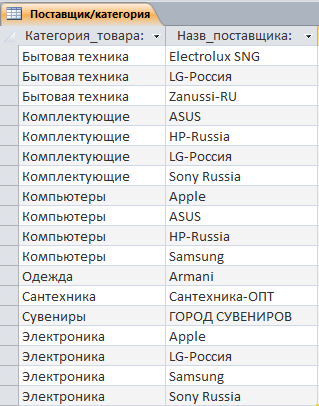 Поставщик/категория
Категория_товара: Назв_поставщика:
Бытовая техника Electrolux SNG
Бытовая техника LG-Россия
Бытовая техника Zanussi-RU
Комплектующие ASUS
Комплектующие HP-Russia
Комплектующие LG-Россия
Комплектующие Sony Russia
Компьютеры Apple
Компьютеры ASUS
Компьютеры HP-Russia
Компьютеры Samsung
Одежда Armani
Сантехника Сантехника-ОПТ
Сувениры ГОРОД СУВЕНИРОВ
Электроника Apple
Электроника LG-Россия
Электроника Samsung
Электроника Sony Russia